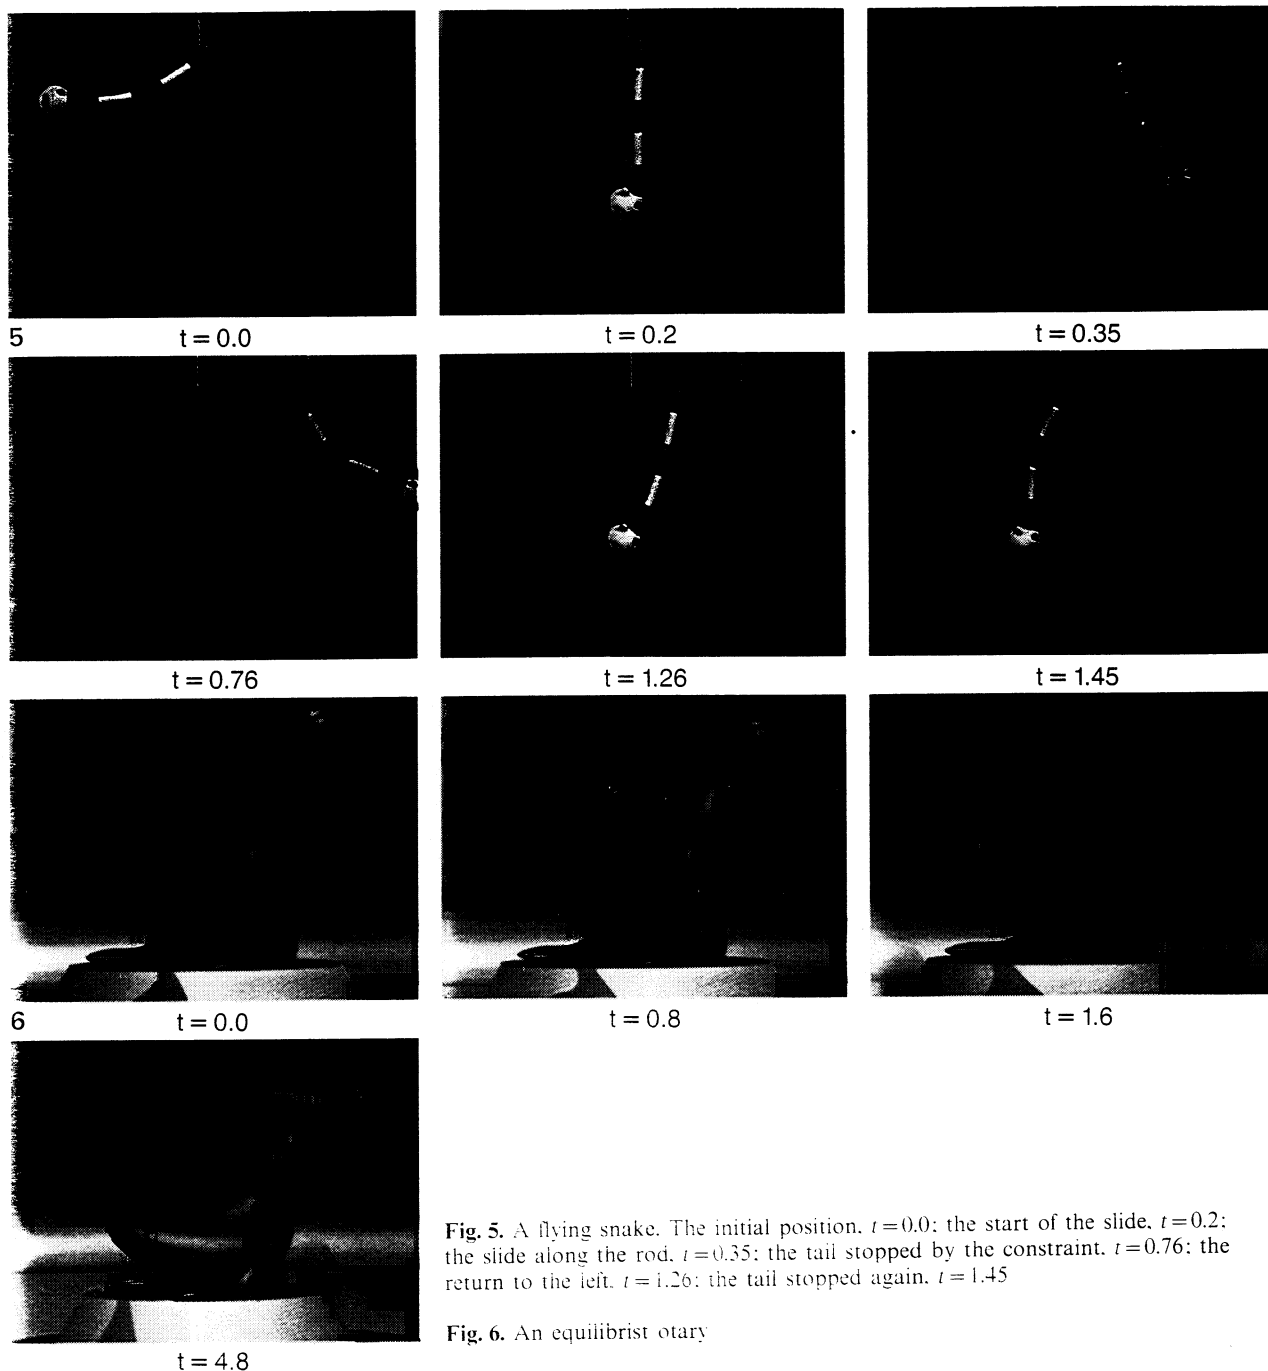 5 t = 0.0 t = 0.2 t = 0.35
t = 0.76 t = 1.26 t = 1.45
6 t = 0.0 t = 0.8 t = 1.6
t = 4.8
Fig. 5. A flying snake. The initial position. t=0.0: the start of the slide. t=0.2:
the slide along the rod. t=0.35: the tail stopped by the constraint. t=0.76: the
return to the left. t=1.26: the tail stopped again. t=1.45
Fig. 6. An equilibrist otary